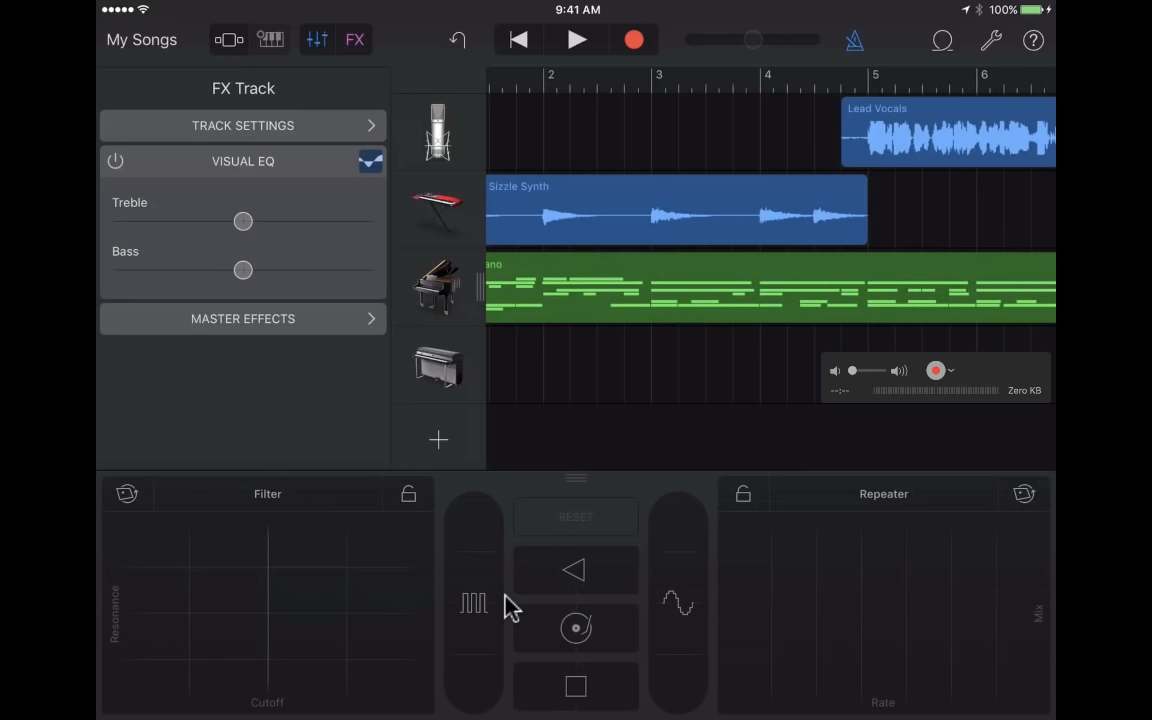 9:41 AM
100%
My Songs
FX
FX Track
2 3 4 5 6
TRACK SETTINGS
Lead Vocals
VISUAL EQ
Sizzle Synth
Treble
Bass
ano
MASTER EFFECTS
--:--
Zero KB
Filter
RESET
Repeater
Resonance
Mix
Cutoff
Rate